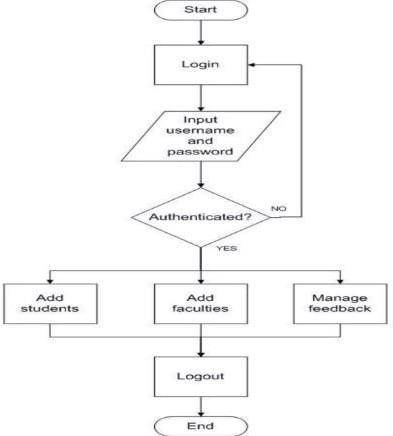 Start
Login
Input
username
and
password
Authenticated?
NO
YES
Add
students
Add
faculties
Manage
feedback
Logout
End